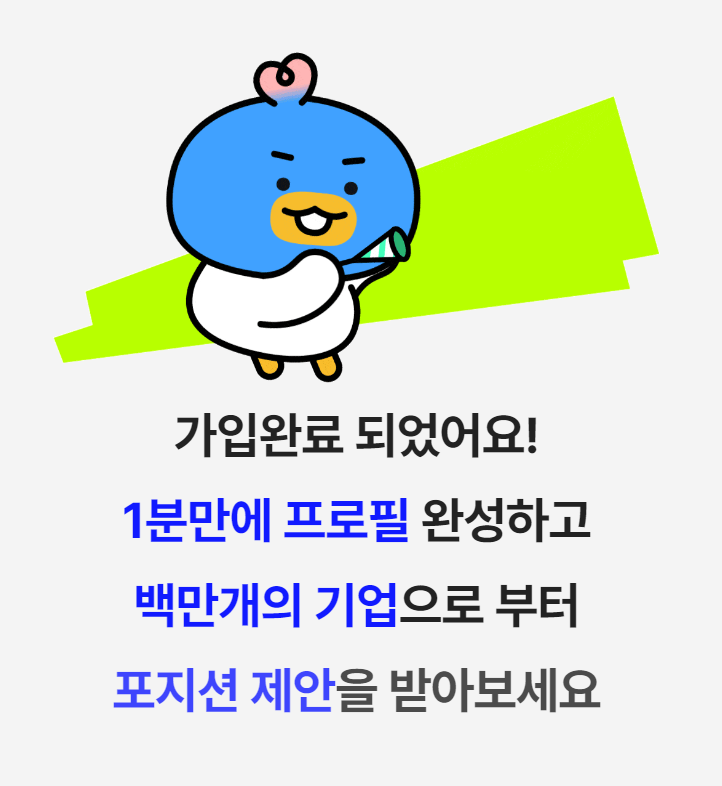 가입완료 되었어요!
1분만에 프로필 완성하고
백만개의 기업으로 부터
포지션 제안을 받아보세요